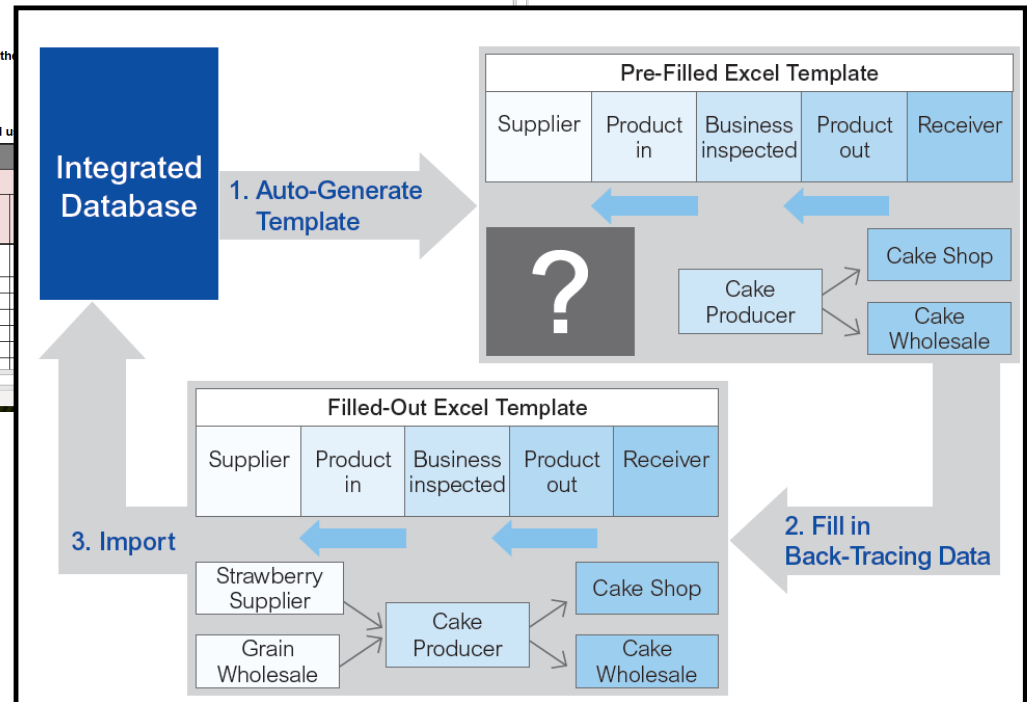 the
l u
Integrated
Database
1. Auto-Generate
Template
Pre-Filled Excel Template
Supplier
Product
in
Business
inspected
Product
out
Receiver
?
Cake
Producer
Cake Shop
Cake
Wholesale
2. Fill in
Back-Tracing Data
Filled-Out Excel Template
Supplier
Product
in
Business
inspected
Product
out
Receiver
3. Import
Strawberry
Supplier
Grain
Wholesale
Cake
Producer
Cake Shop
Cake
Wholesale